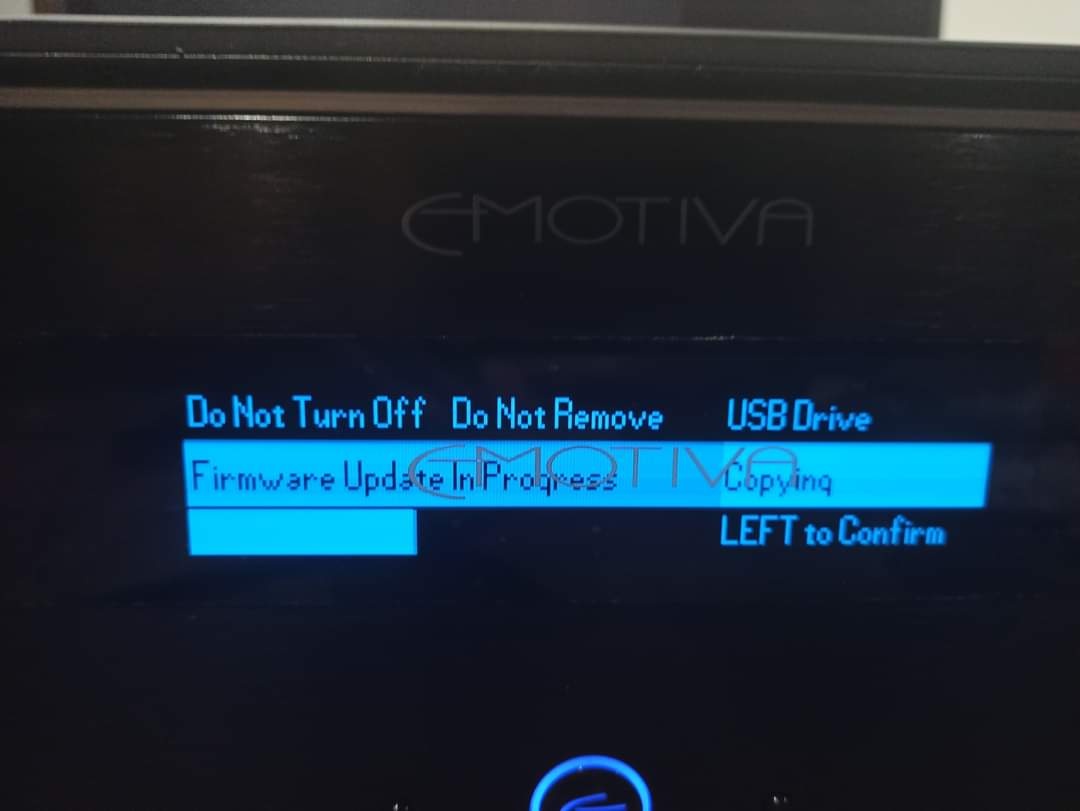 EMOTIVA
Do Not Turn Off Do Not Remove USB Drive
Firmware Update In Progress Copying
EMOTIVA
LEFT to Confirm